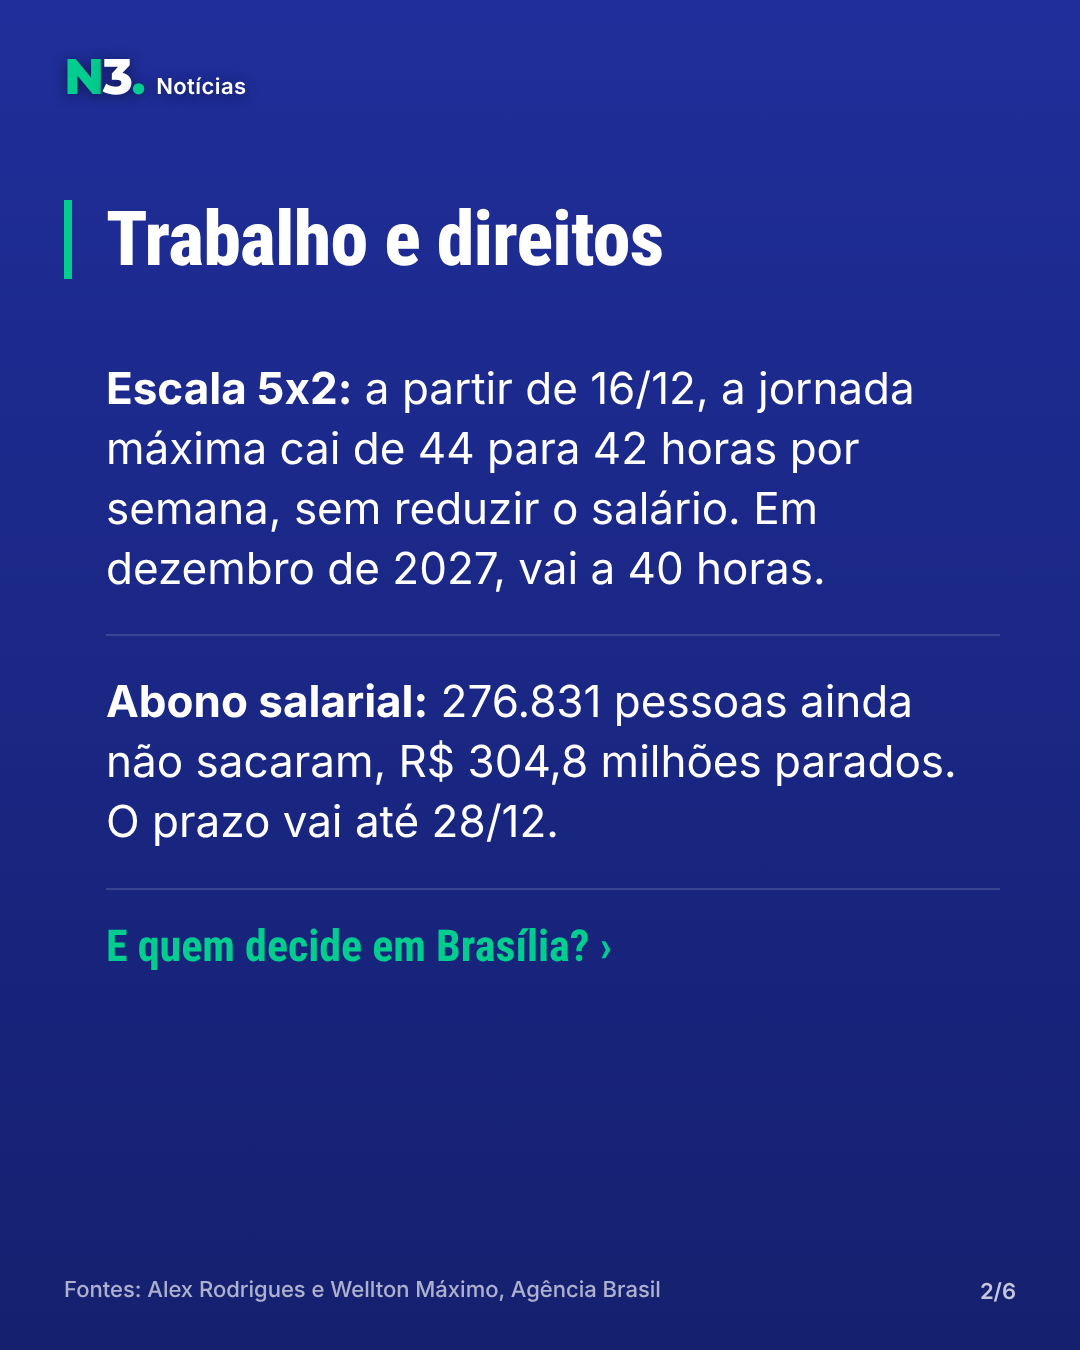 N3. Notícias
Trabalho e direitos
Escala 5x2: a partir de 16/12, a jornada
máxima cai de 44 para 42 horas por
semana, sem reduzir o salário. Em
dezembro de 2027, vai a 40 horas.
Abono salarial: 276.831 pessoas ainda
não sacaram, R$ 304,8 milhões parados.
O prazo vai até 28/12.
E quem decide em Brasília? ›
Fontes: Alex Rodrigues e Wellton Máximo, Agência Brasil
2/6